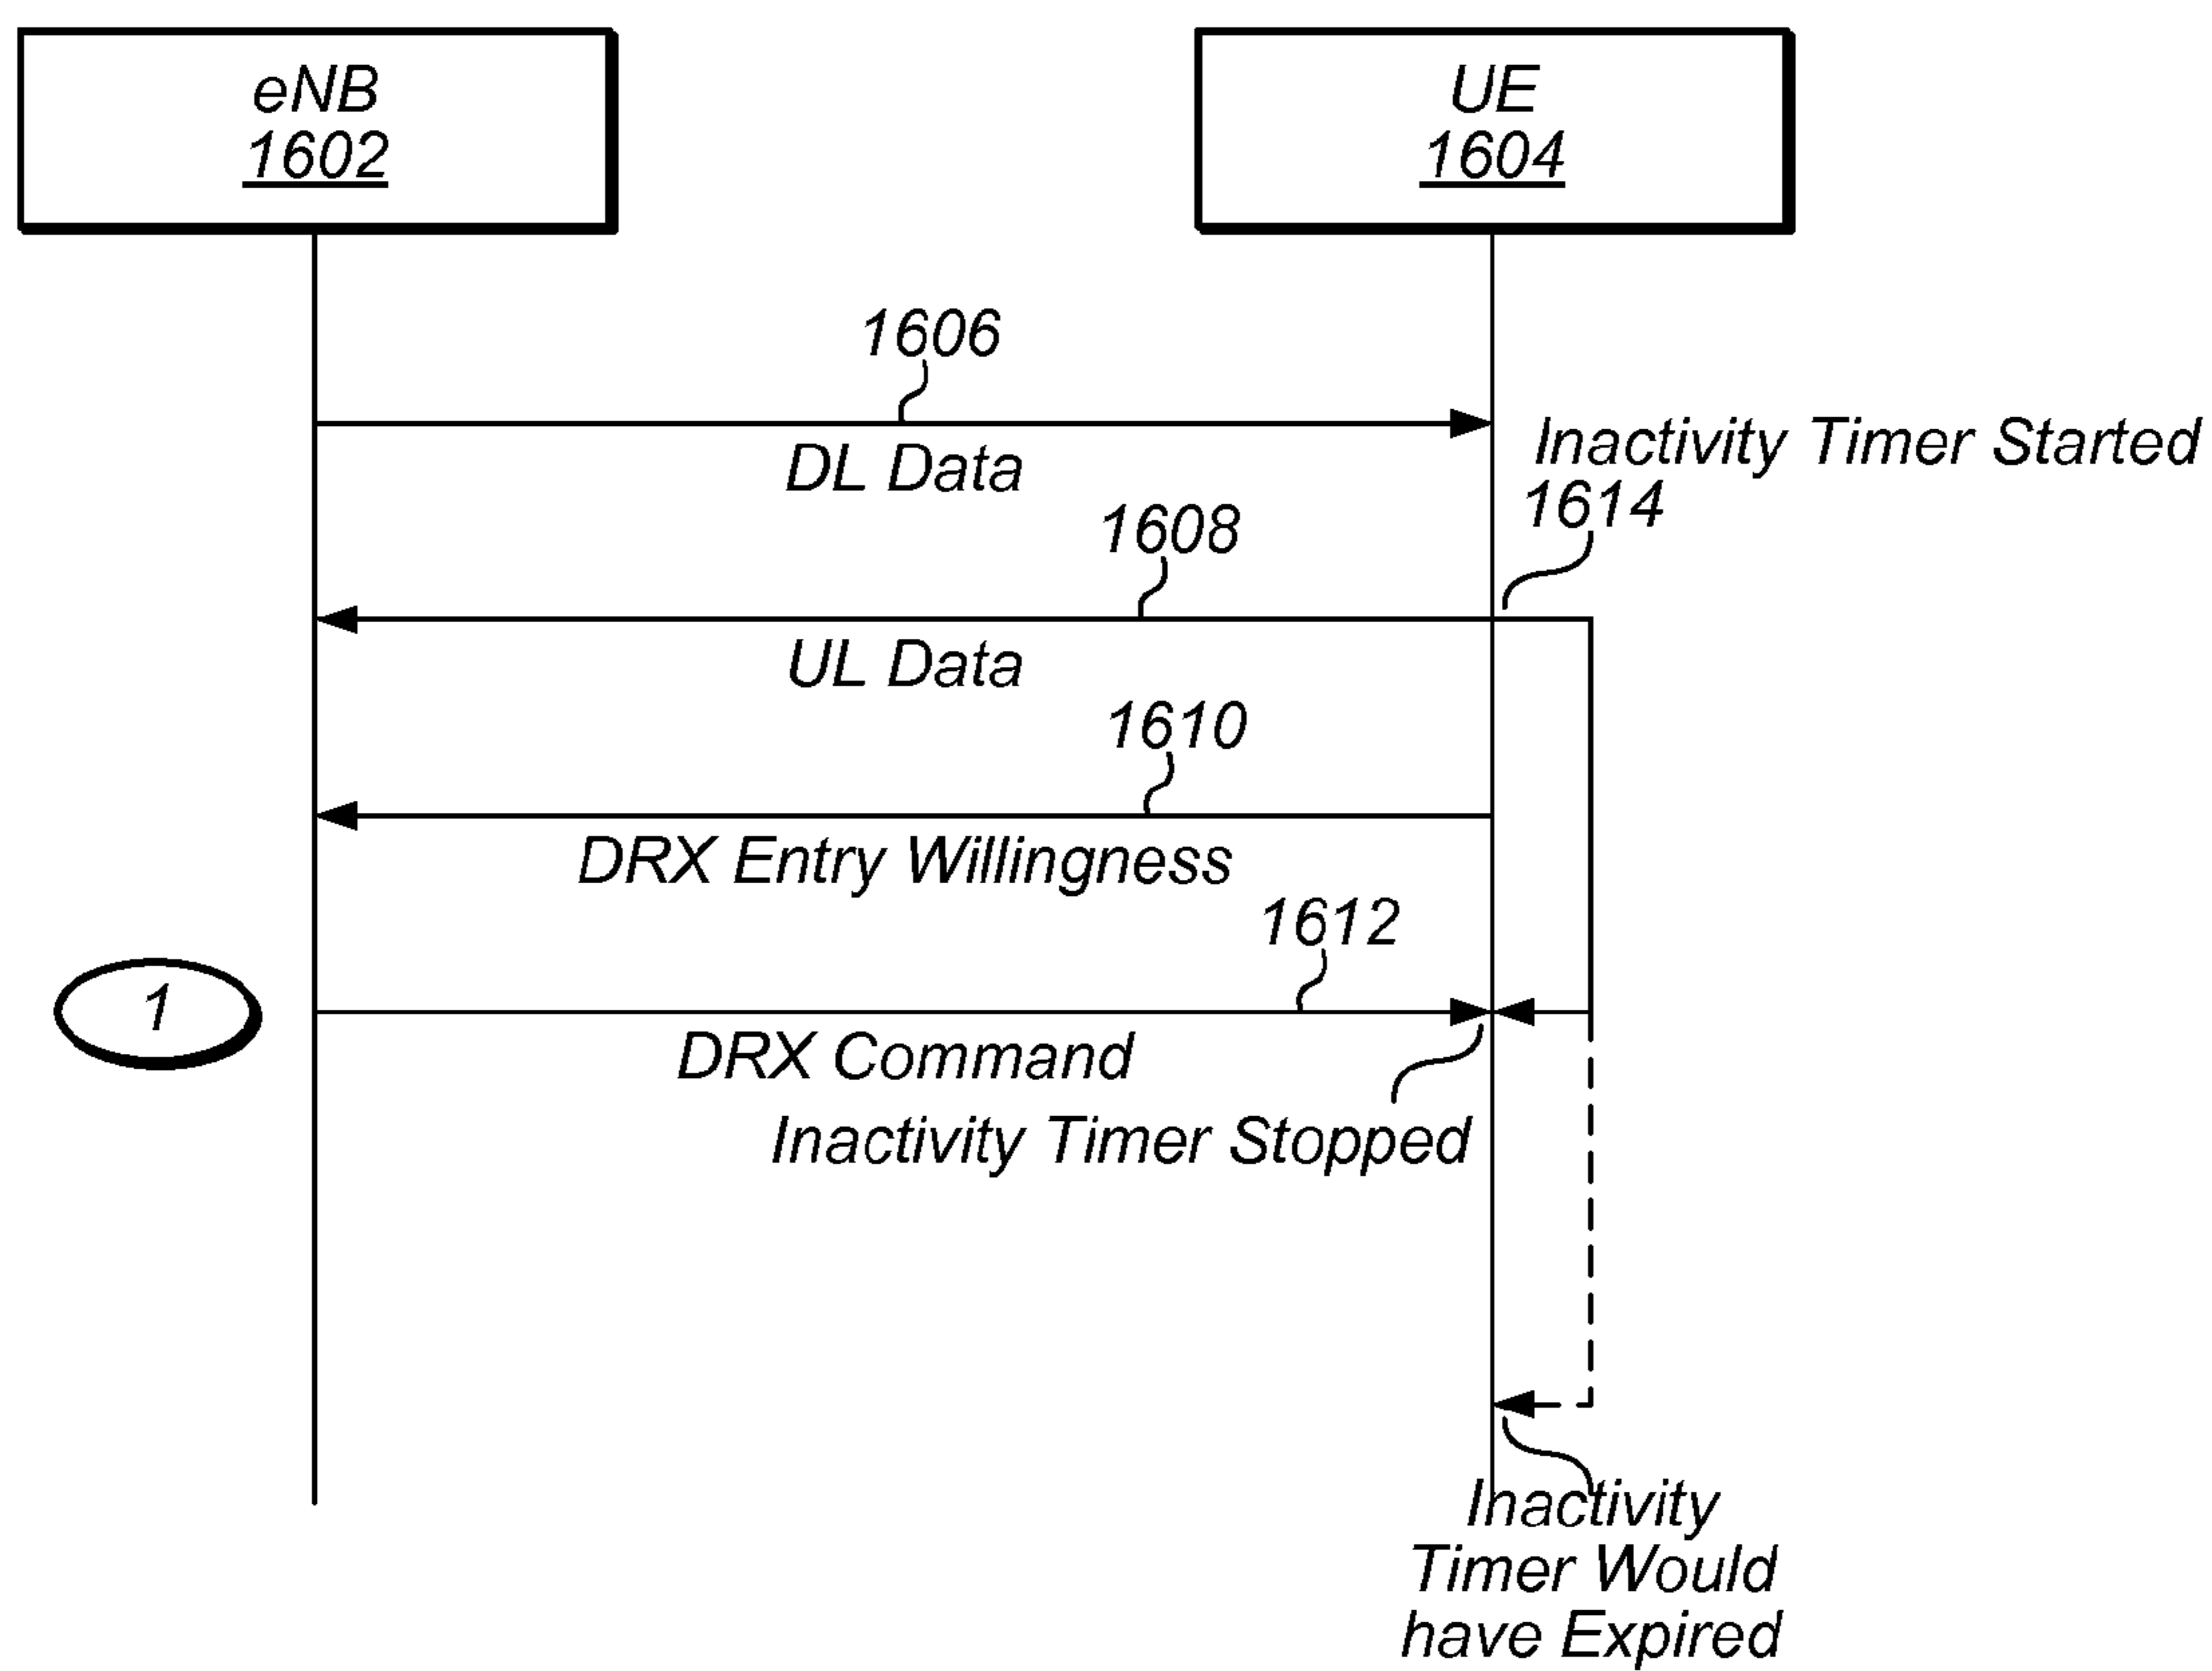 eNB
1602
UE
1604
1606
DL Data
Inactivity Timer Started
1614
1608
UL Data
1610
DRX Entry Willingness
1612
1
DRX Command
Inactivity Timer Stopped
Inactivity
Timer Would
have Expired